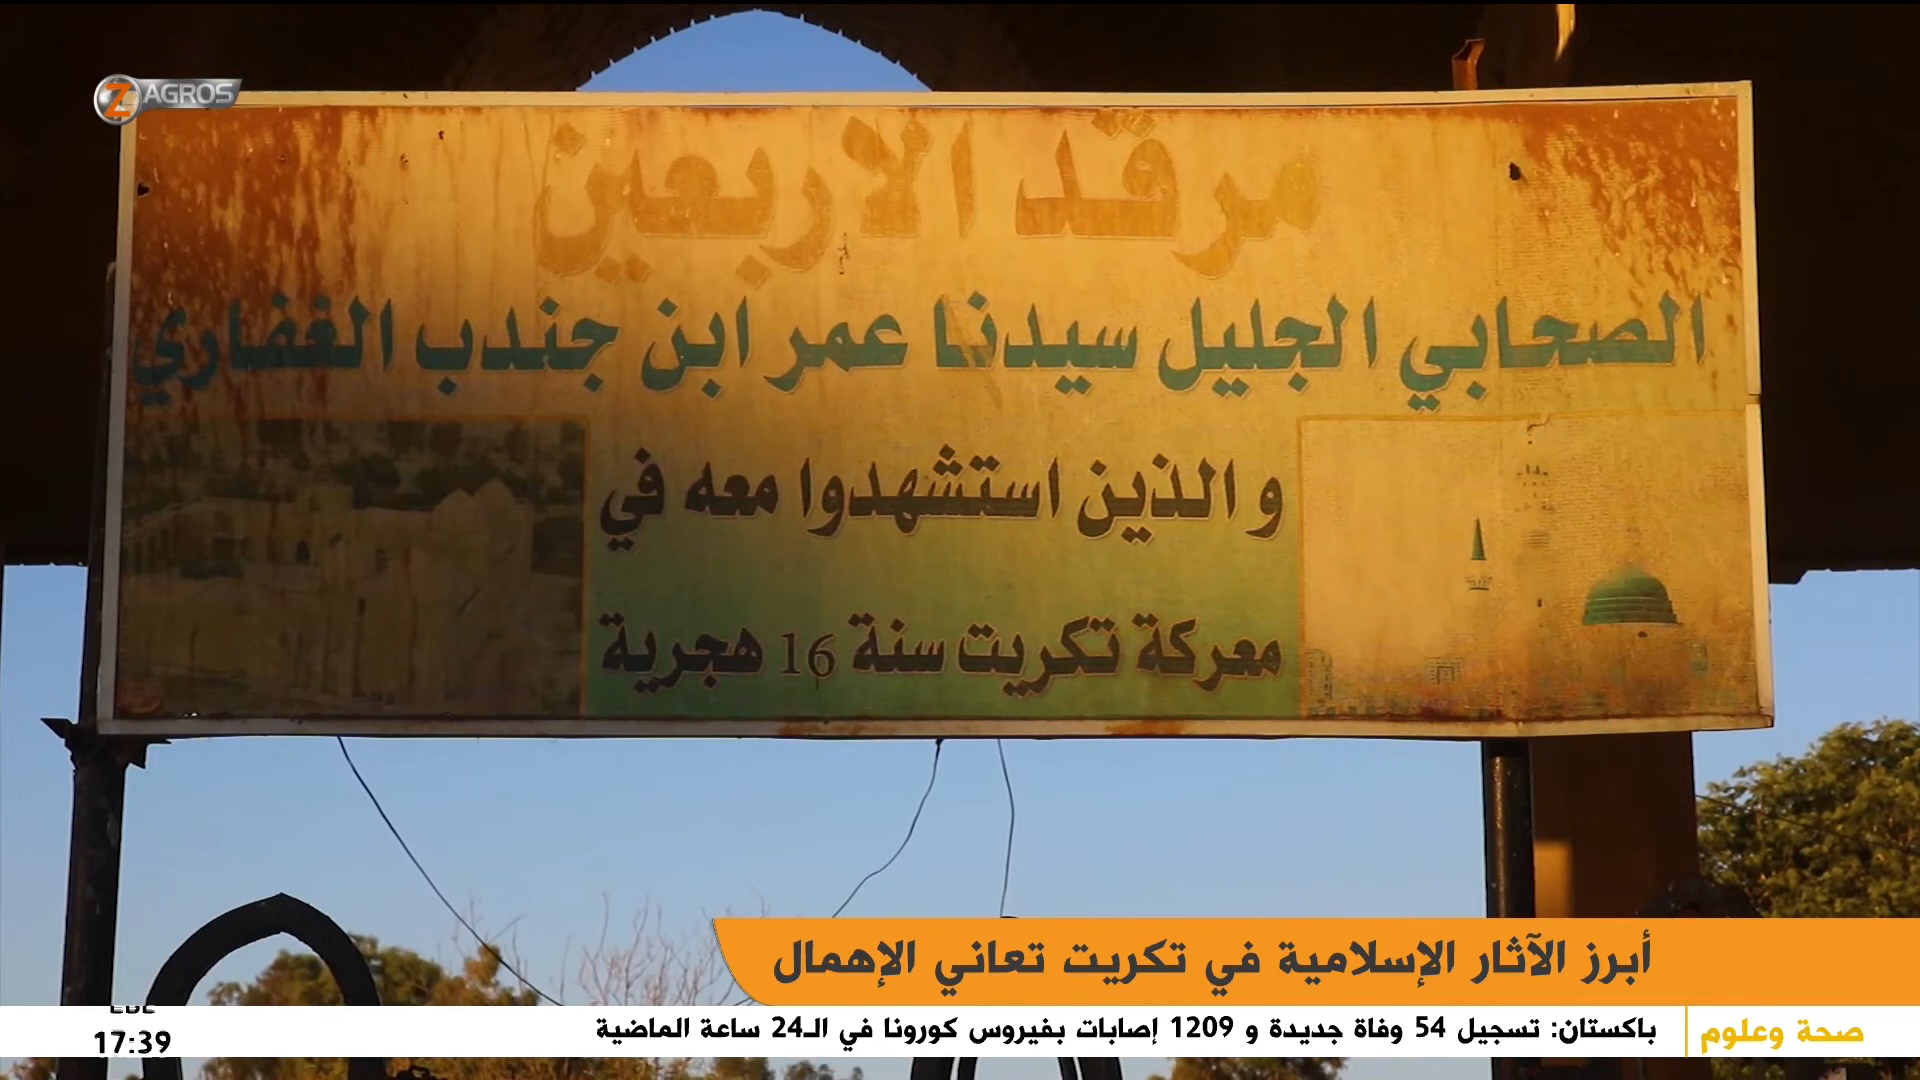 ZAGROS
مرقد الاربعين
الصحابي الجليل سيدنا عمر ابن جندب الغفاري
و الذين استشهدوا معه في
معركة تكريت سنة 16 هجرية
أبرز الآثار الإسلامية في تكريت تعاني الإهمال
صحة وعلوم
باكستان: تسجيل 54 وفاة جديدة و 1209 إصابات بفيروس كورونا في الـ24 ساعة الماضية
17:39